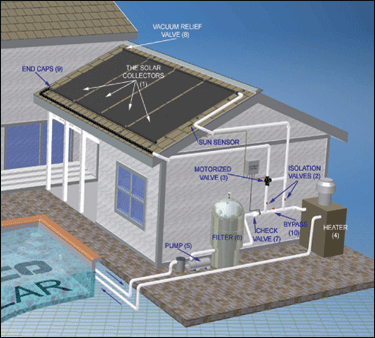 VACUUM RELIEF
VALVE (8)
END CAPS (9)
THE SOLAR
COLLECTORS
(1)
SUN SENSOR
MOTORIZED
VALVE (3)
ISOLATION
VALVES (2)
PUMP (5)
FILTER (6)
CHECK
VALVE (7)
BYPASS
(10)
HEATER
(4)